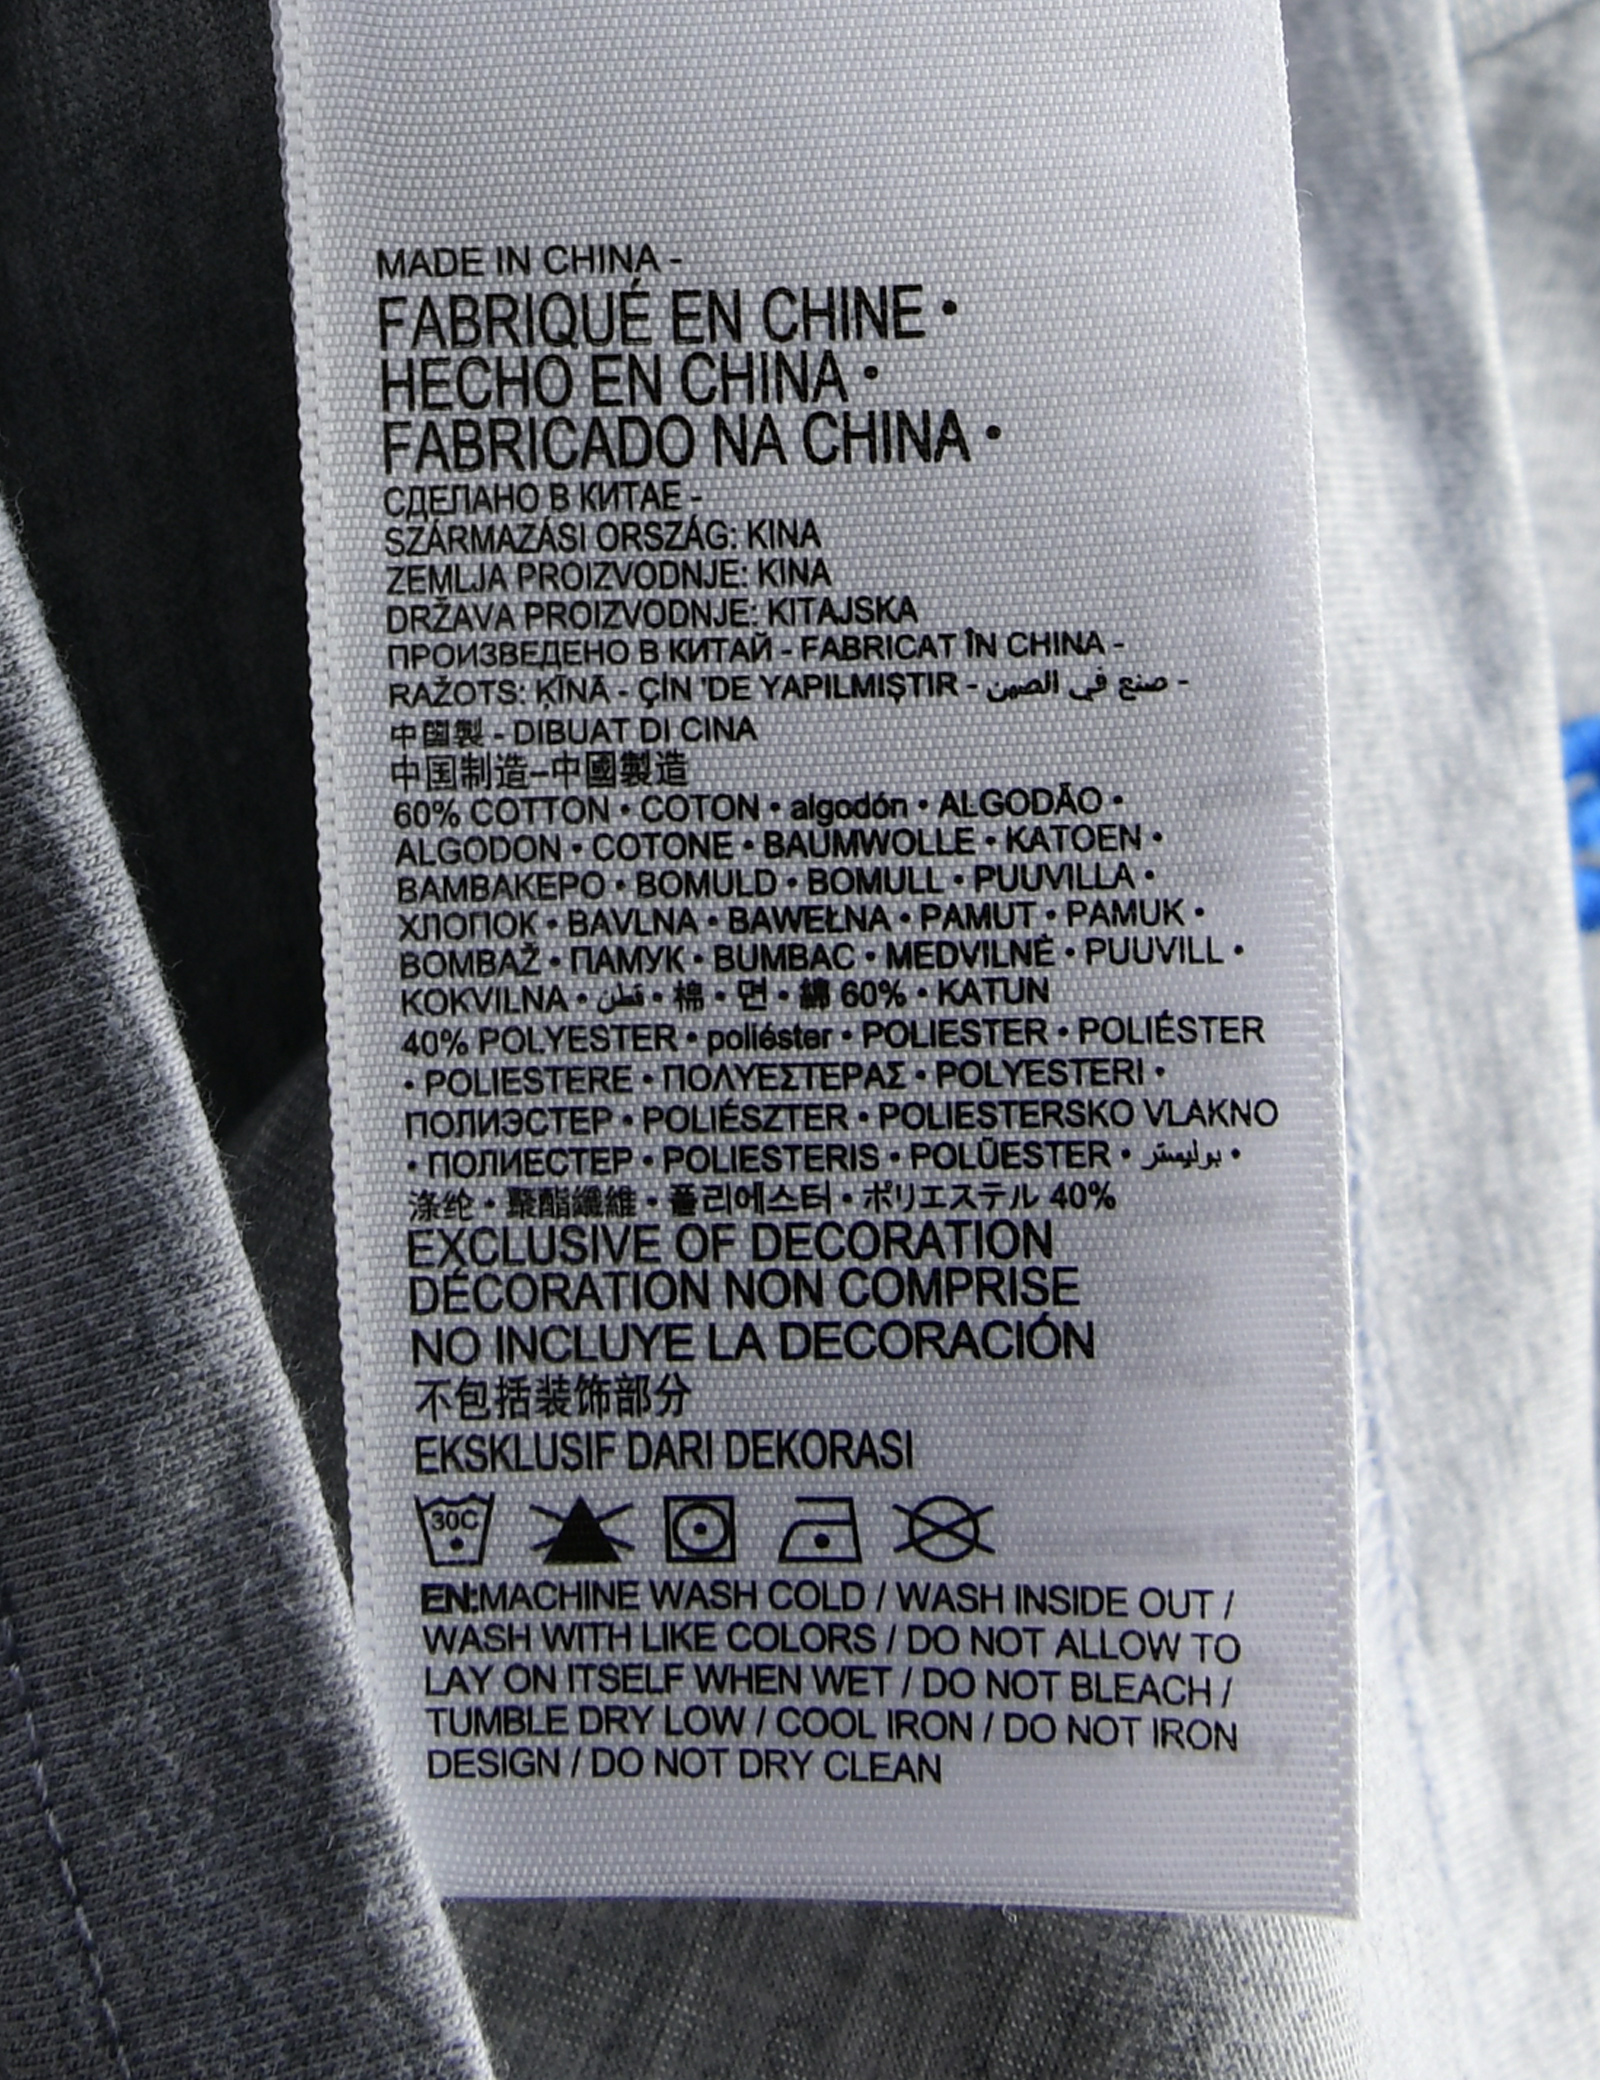 MADE IN CHINA -
FABRIQUÉ EN CHINE •
HECHO EN CHINA •
FABRICADO NA CHINA •
СДЕЛАНО В КИТАЕ -
SZÁRMAZÁSI ORSZÁG: KINA
ZEMLJA PROIZVODNJE: KINA
DRŽAVA PROIZVODNJE: KITAJSKA
ПРОИЗВЕДЕНО В КИТАЙ - FABRICAT ÎN CHINA -
RAŽOTS: ĶĪNĀ - ÇİN 'DE YAPILMIŞTIR - صنع في الصين -
中國製 - DIBUAT DI CINA
中国制造–中國製造
60% COTTON • COTON • algodón • ALGODÃO •
ALGODON • COTONE • BAUMWOLLE • KATOEN •
ΒΑΜΒΑΚΕΡΟ • BOMULD • BOMULL • PUUVILLA •
ХЛОПОК • BAVLNA • BAWEŁNA • PAMUT • PAMUK •
BOMBAŽ • ПАМУК • BUMBAC • MEDVILNĖ • PUUVILL •
KOKVILNA • قطن • 棉 • 면 • 綿 60% • KATUN
40% POLYESTER • poliéster • POLIESTER • POLIÉSTER
• POLIESTERE • ΠΟΛΥΕΣΤΕΡΑΣ • POLYESTERI •
ПОЛИЭСТЕР • POLIÉSZTER • POLIESTERSKO VLAKNO
• ПОЛИЕСТЕР • POLIESTERIS • POLÜESTER • بوليستر •
涤纶 • 聚酯纖維 • 폴리에스터 • ポリエステル 40%
EXCLUSIVE OF DECORATION
DÉCORATION NON COMPRISE
NO INCLUYE LA DECORACIÓN
不包括装饰部分
EKSKLUSIF DARI DEKORASI
30C
EN:MACHINE WASH COLD / WASH INSIDE OUT /
WASH WITH LIKE COLORS / DO NOT ALLOW TO
LAY ON ITSELF WHEN WET / DO NOT BLEACH /
TUMBLE DRY LOW / COOL IRON / DO NOT IRON
DESIGN / DO NOT DRY CLEAN